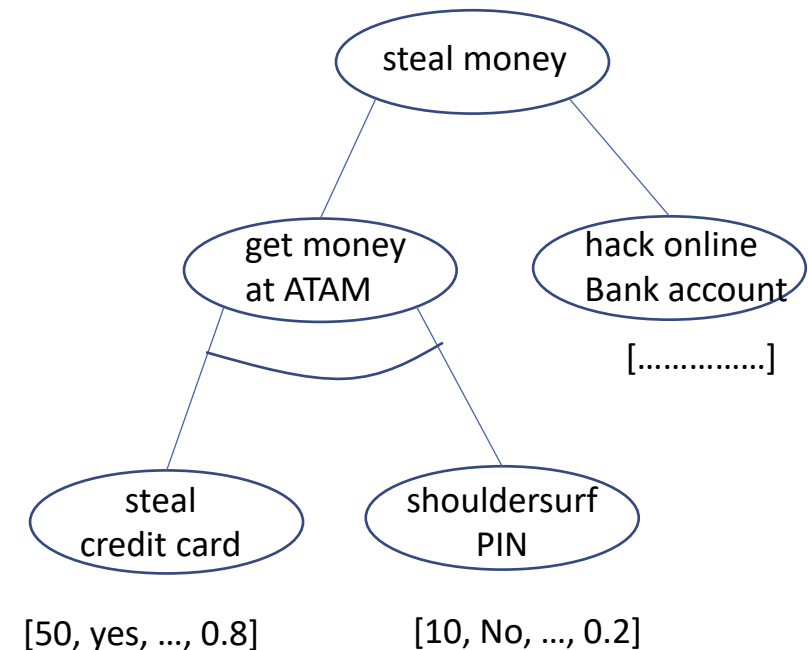 steal money
get money
at ATAM
hack online
Bank account
[……………]
steal
credit card
shouldersurf
PIN
[50, yes, …, 0.8]
[10, No, …, 0.2]